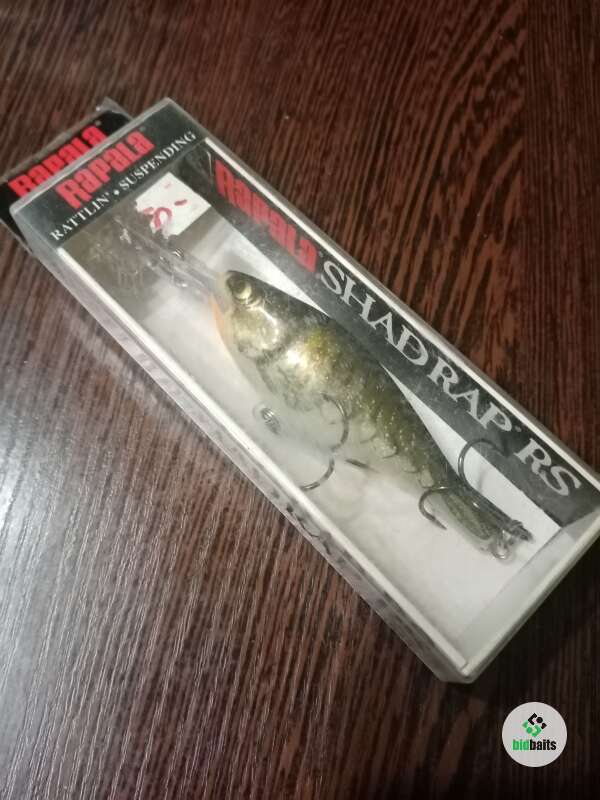 RAPALA
RAPALA®
RATTLIN' • SUSPENDING
RAPALA®
SHAD RAP® RS
bidbaits